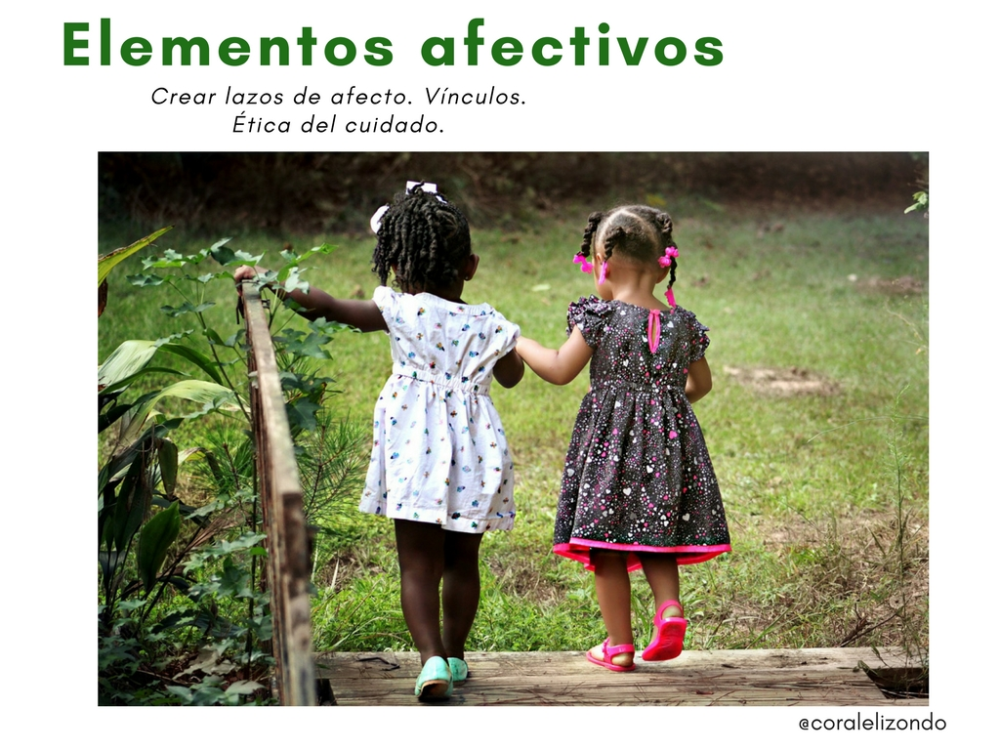 Elementos afectivos
Crear lazos de afecto. Vínculos.
Ética del cuidado.
@coralelizondo